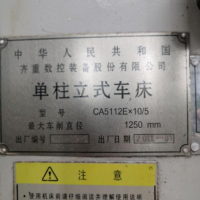 中华人民共和国
齐重数控装备股份有限公司
单柱立式车床
型号 CA5112E×10/5
最大车削直径 1250 mm
出厂编号 出厂日期
注意